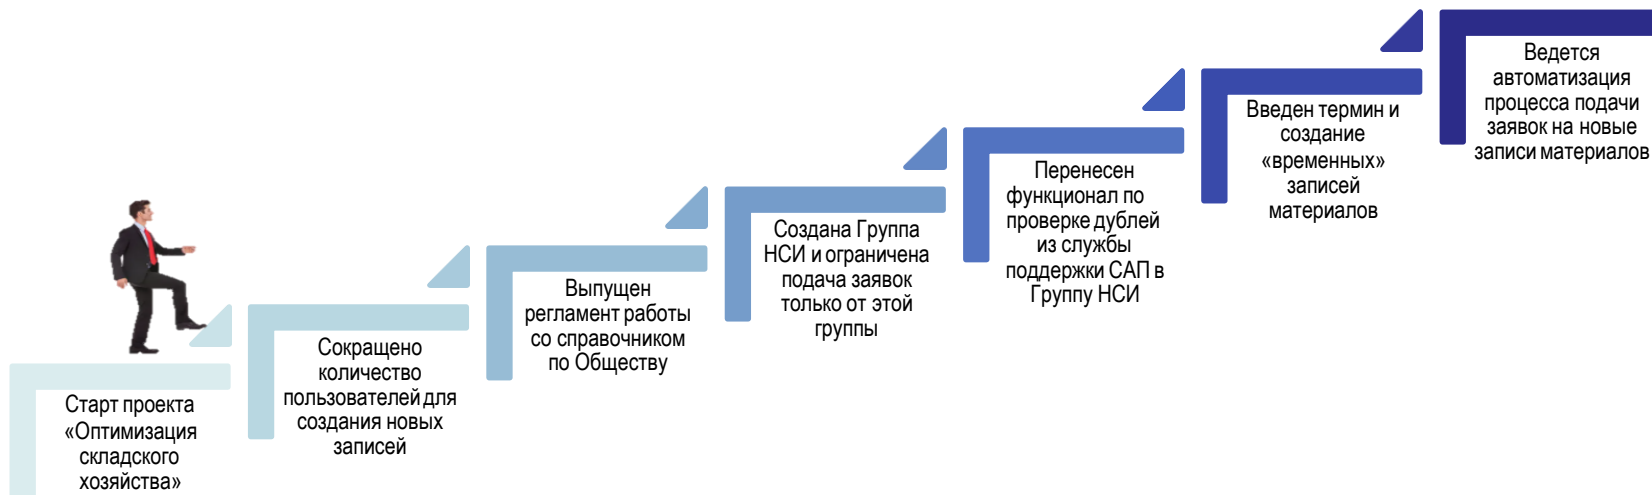 Старт проекта
«Оптимизация
складского
хозяйства»
Сокращено
количество
пользователей для
создания новых
записей
Выпущен
регламент работы
со справочником
по Обществу
Создана Группа
НСИ и ограничена
подача заявок
только от этой
группы
Перенесен
функционал по
проверке дублей
из службы
поддержки САП в
Группу НСИ
Введен термин и
создание
«временных»
записей
материалов
Ведется
автоматизация
процесса подачи
заявок на новые
записи материалов